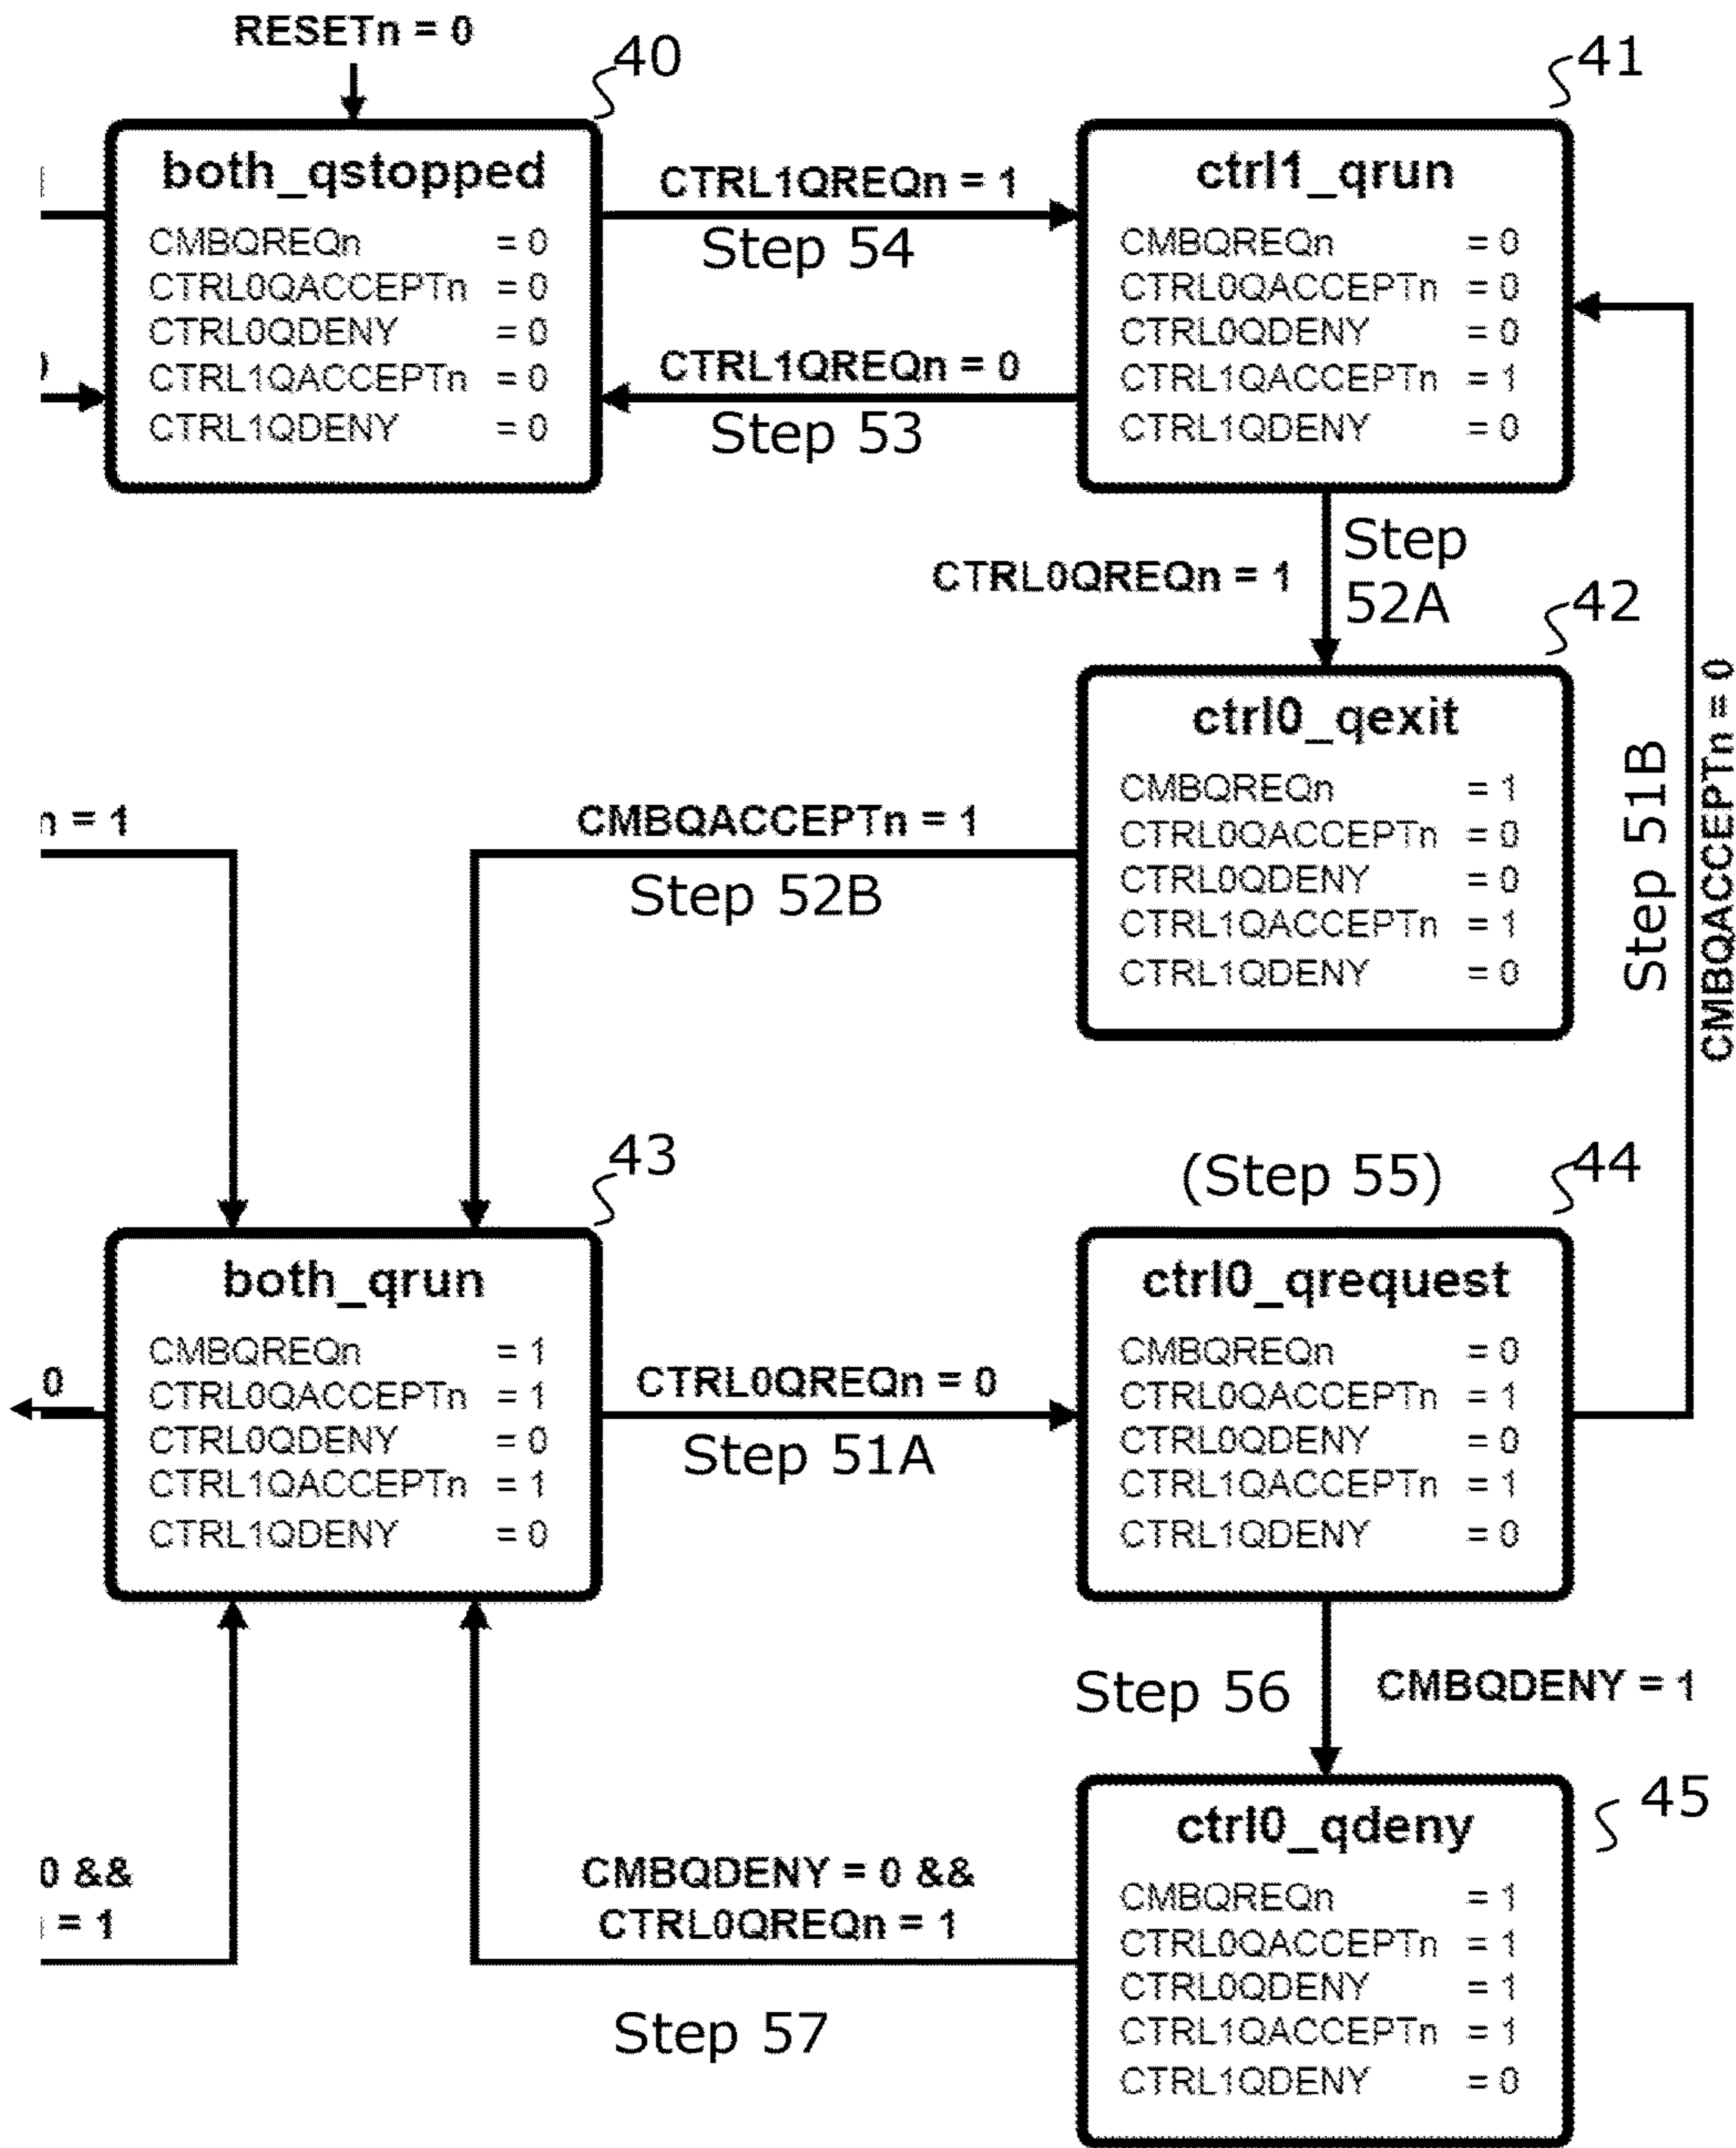 RESETn = 0
40
41
both_qstopped
CMBQREQn = 0
CTRL0QACCEPTn = 0
CTRL0QDENY = 0
CTRL1QACCEPTn = 0
CTRL1QDENY = 0
CTRL1QREQn = 1
Step 54
CTRL1QREQn = 0
Step 53
ctrl1_qrun
CMBQREQn = 0
CTRL0QACCEPTn = 0
CTRL0QDENY = 0
CTRL1QACCEPTn = 1
CTRL1QDENY = 0
CTRL0QREQn = 1
Step
52A
42
ctrl0_qexit
CMBQREQn = 1
CTRL0QACCEPTn = 0
CTRL0QDENY = 0
CTRL1QACCEPTn = 1
CTRL1QDENY = 0
Step 51B
CMBQACCEPTn = 0
n = 1
CMBQACCEPTn = 1
Step 52B
43
both_qrun
CMBQREQn = 1
CTRL0QACCEPTn = 1
CTRL0QDENY = 0
CTRL1QACCEPTn = 1
CTRL1QDENY = 0
0
CTRL0QREQn = 0
Step 51A
(Step 55)
44
ctrl0_qrequest
CMBQREQn = 0
CTRL0QACCEPTn = 1
CTRL0QDENY = 0
CTRL1QACCEPTn = 1
CTRL1QDENY = 0
Step 56
CMBQDENY = 1
45
ctrl0_qdeny
CMBQREQn = 1
CTRL0QACCEPTn = 1
CTRL0QDENY = 1
CTRL1QACCEPTn = 1
CTRL1QDENY = 0
0 &&
= 1
CMBQDENY = 0 &&
CTRL0QREQn = 1
Step 57